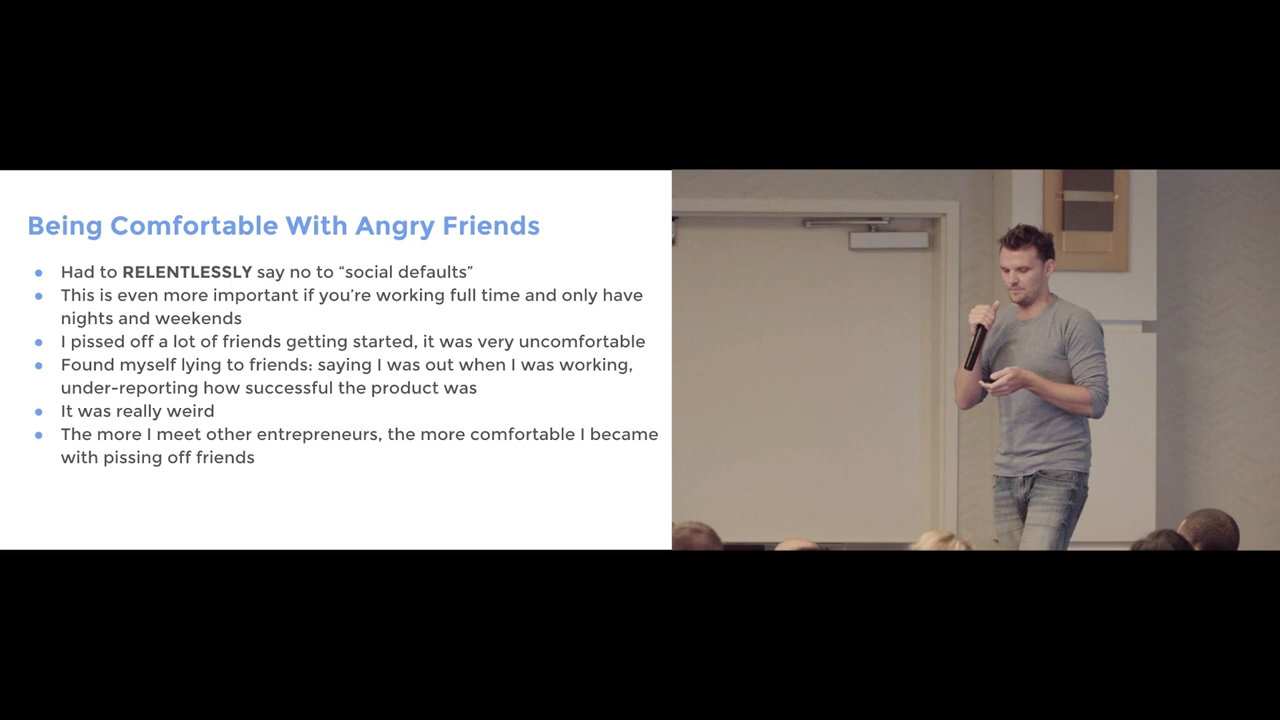 Being Comfortable With Angry Friends
● Had to RELENTLESSLY say no to “social defaults”
● This is even more important if you’re working full time and only have
nights and weekends
● I pissed off a lot of friends getting started, it was very uncomfortable
● Found myself lying to friends: saying I was out when I was working,
under-reporting how successful the product was
● It was really weird
● The more I meet other entrepreneurs, the more comfortable I became
with pissing off friends